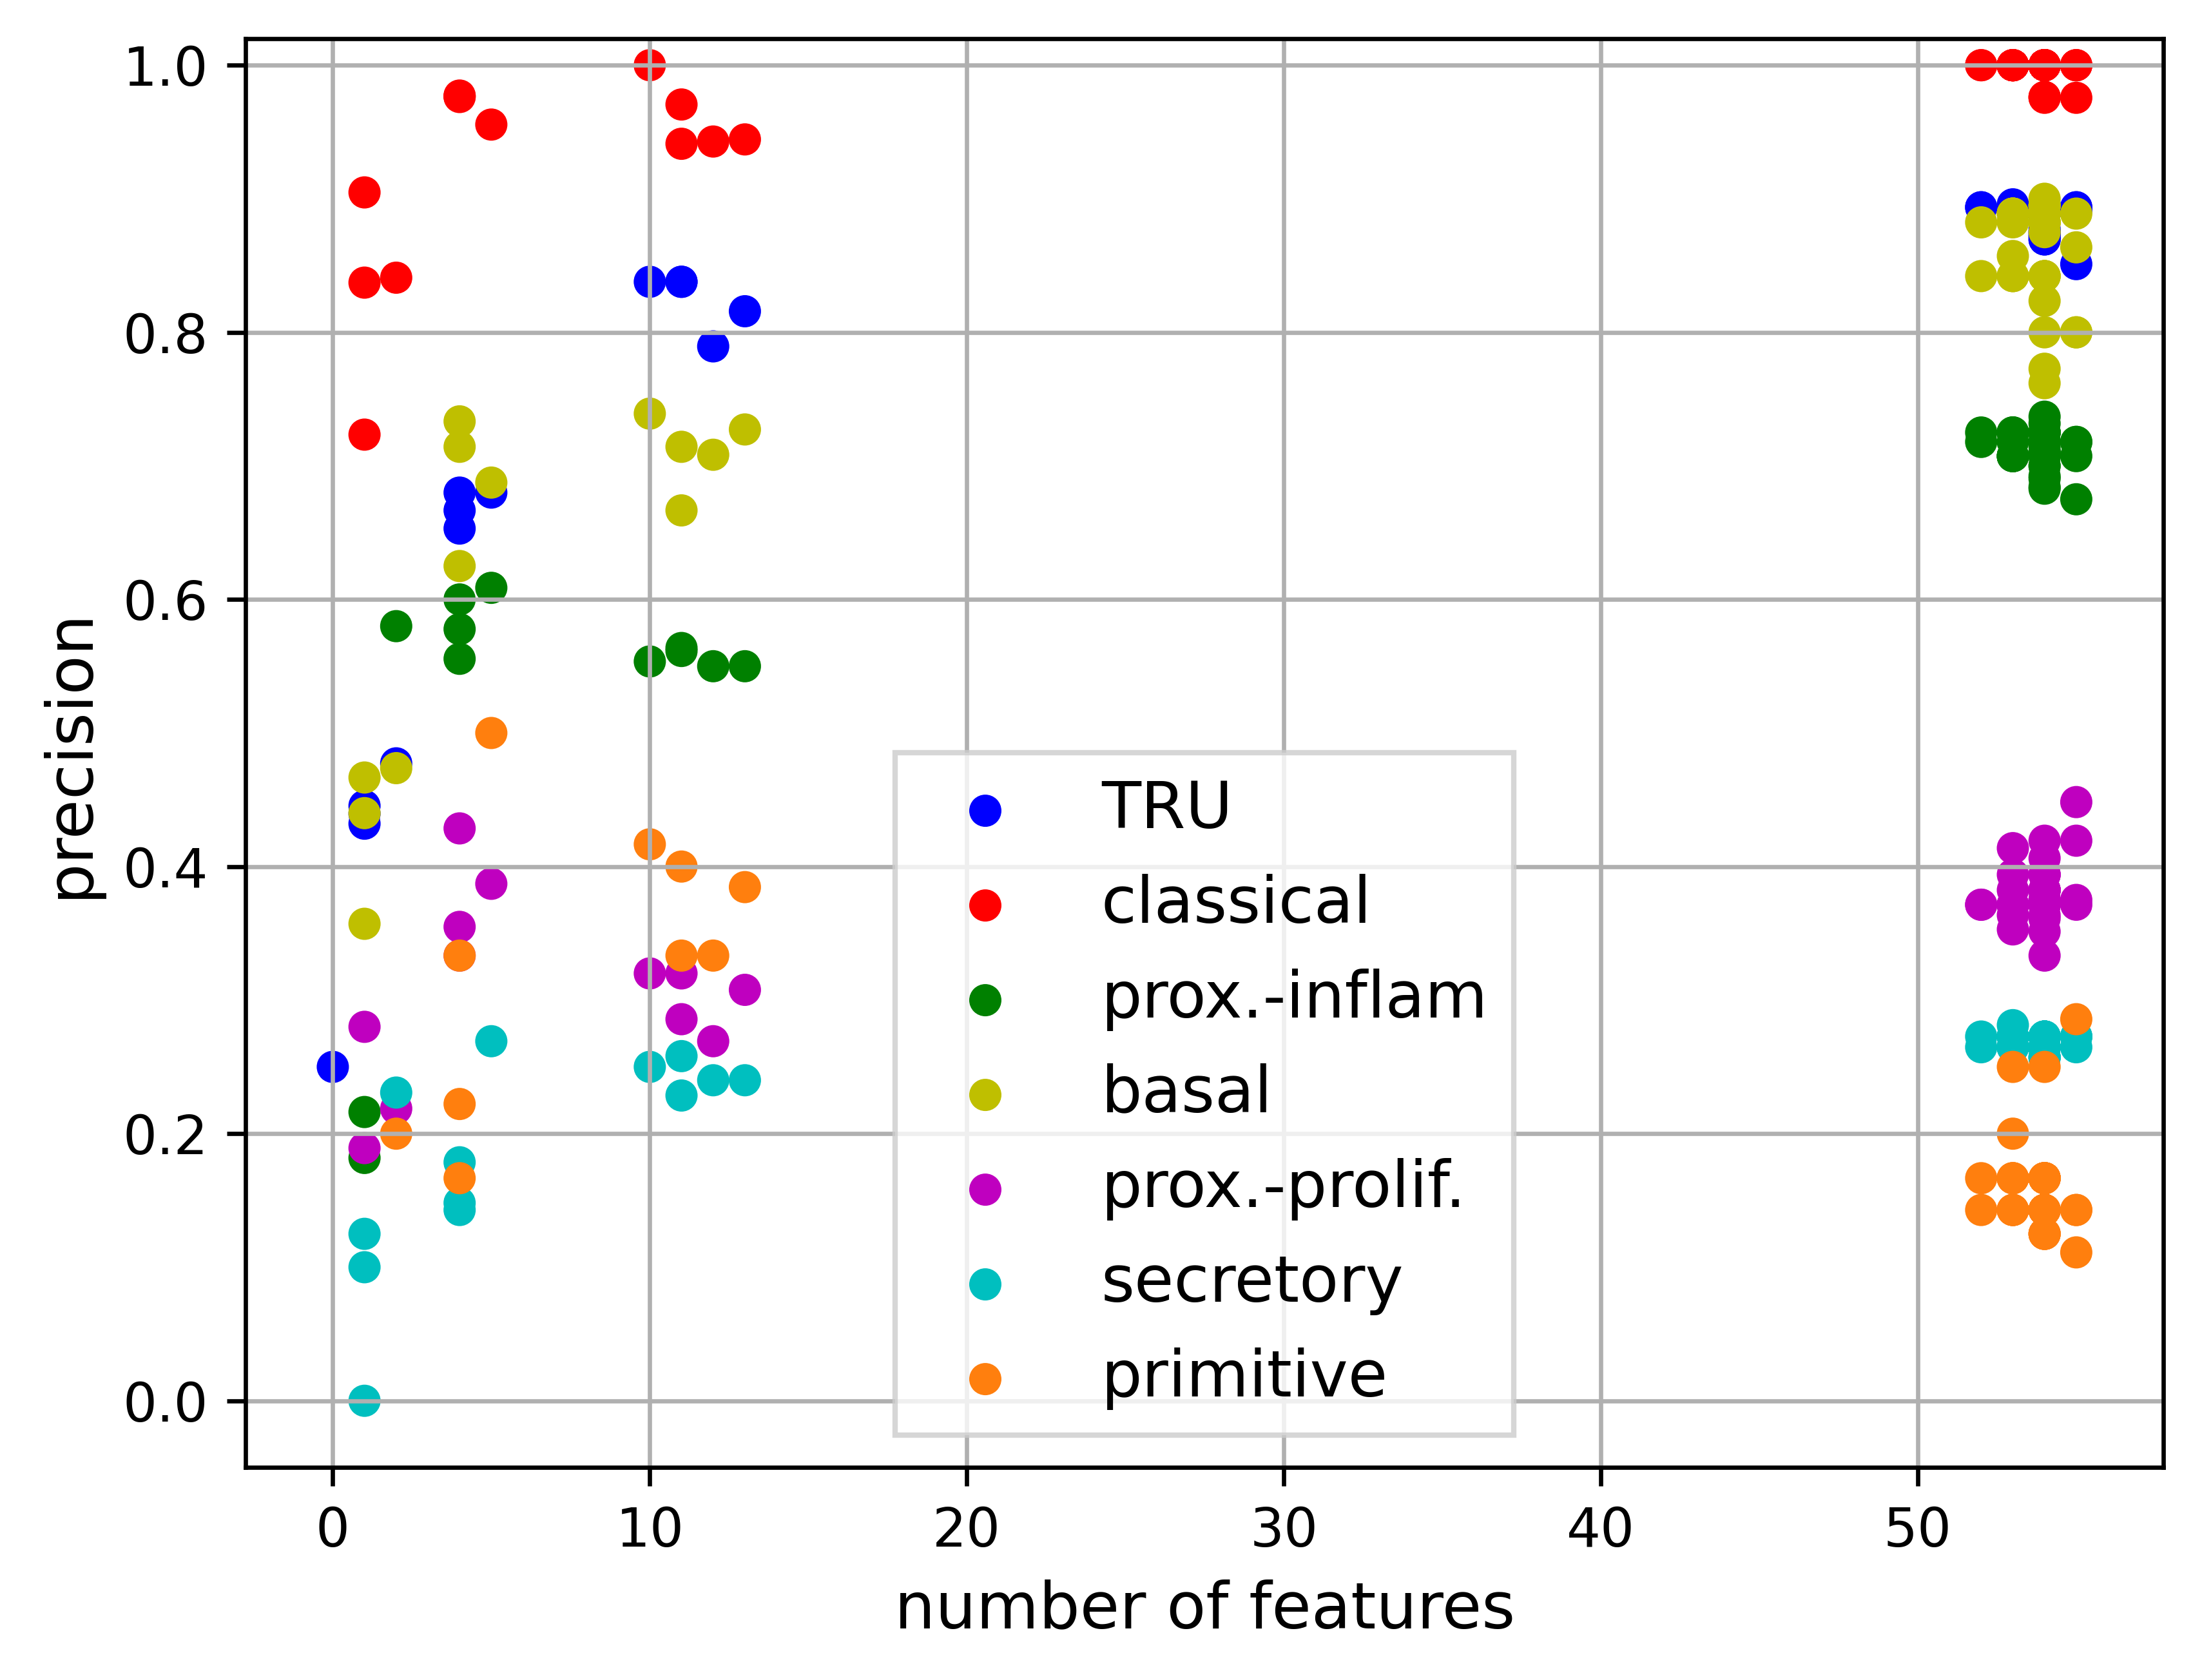 1.0
0.8
0.6
0.4
0.2
0.0
precision
TRU
classical
prox.-inflam
basal
prox.-prolif.
secretory
primitive
0 10 20 30 40 50
number of features